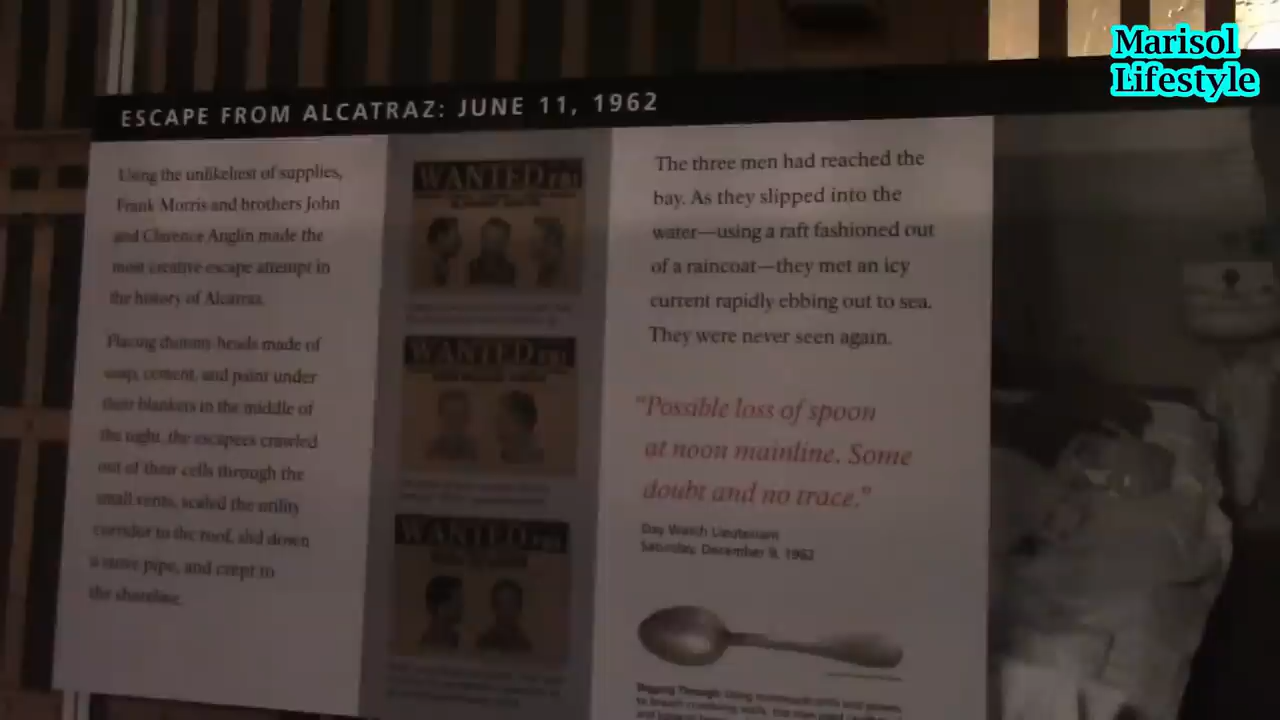 Marisol
Lifestyle
ESCAPE FROM ALCATRAZ: JUNE 11, 1962
Using the unlikeliest of supplies,
Frank Morris and brothers John
and Clarence Anglin made the
most creative escape attempt in
the history of Alcatraz.
Placing dummy heads made of
soap, cement, and paint under
their blankets in the middle of
the night, the escapees crawled
out of their cells through the
small vents, scaled the utility
corridor to the roof, slid down
a stove pipe, and crept to
the shoreline.
WANTED FBI
WANTED FBI
WANTED FBI
The three men had reached the
bay. As they slipped into the
water—using a raft fashioned out
of a raincoat—they met an icy
current rapidly ebbing out to sea.
They were never seen again.
"Possible loss of spoon
at noon mainline. Some
doubt and no trace."
Day Watch Lieutenant
Saturday, December 8, 1962